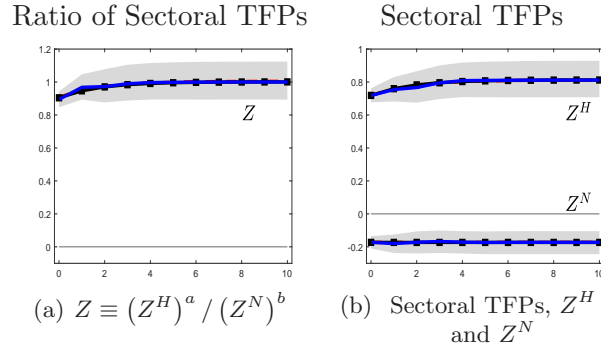 Ratio of Sectoral TFPs
Sectoral TFPs
1.2
1
0.8
0.6
0.4
0.2
0
Z
0 2 4 6 8 10
1
0.8
0.6
0.4
0.2
0
-0.2
Z^H
Z^N
0 2 4 6 8 10
(a) Z ≡ (Z^H)^a / (Z^N)^b
(b) Sectoral TFPs, Z^H
and Z^N